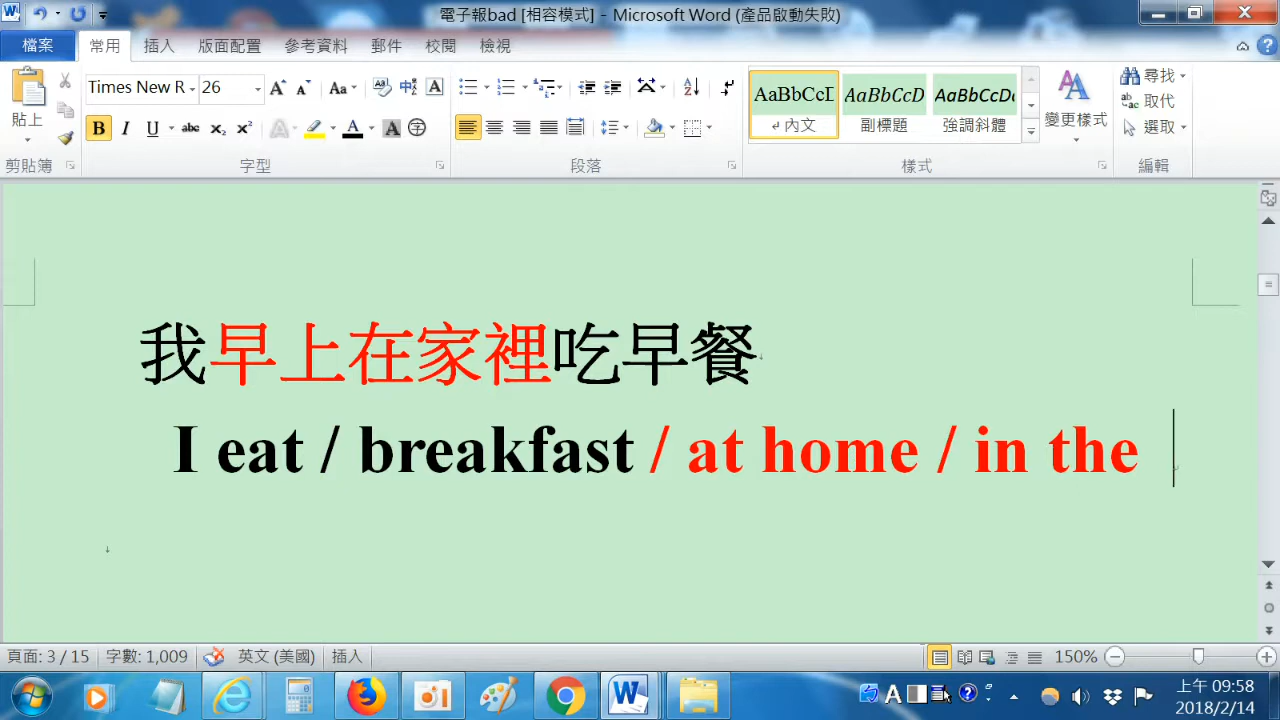 電子報bad [相容模式] - Microsoft Word (產品啟動失敗)
檔案 常用 插入 版面配置 參考資料 郵件 校閱 檢視
Times New R 26
AaBbCcD AaBbCcD AaBbCcDc
貼上 內文 副標題 強調斜體 變更樣式 尋找 取代 選取
剪貼簿 字型 段落 樣式 編輯
我早上在家裡吃早餐
I eat / breakfast / at home / in the
頁面: 3 / 15 字數: 1,009 英文 (美國) 插入 150%
上午 09:58
2018/2/14